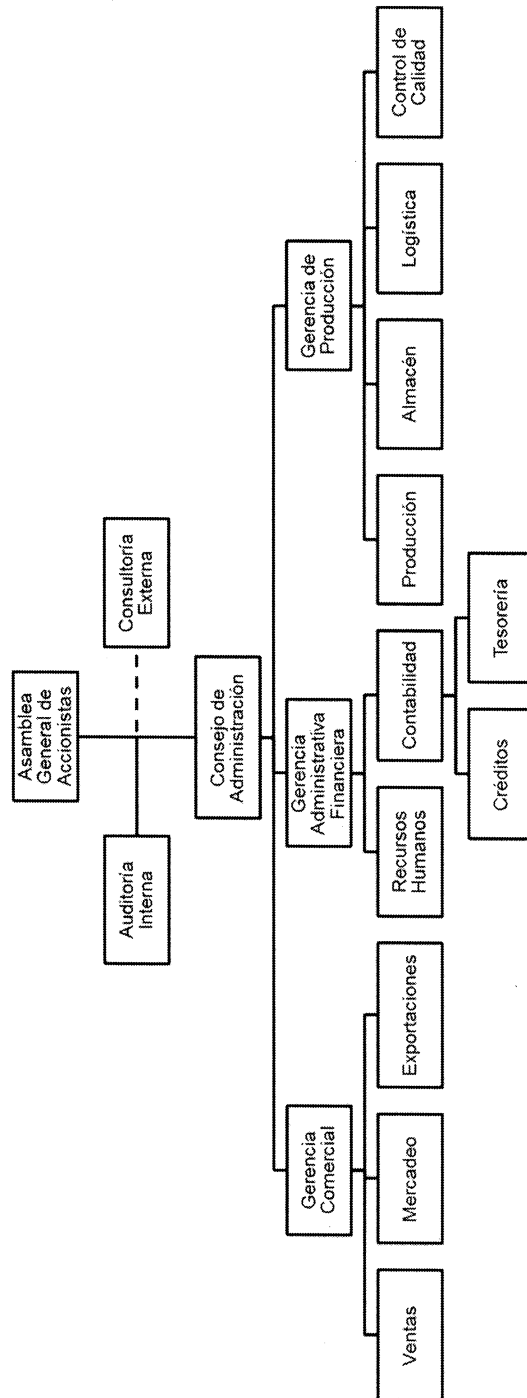 Asamblea
General de
Accionistas
Auditoría
Interna
Consultoría
Externa
Consejo de
Administración
Gerencia
Comercial
Gerencia
Administrativa
Financiera
Gerencia de
Producción
Ventas
Mercadeo
Exportaciones
Recursos
Humanos
Contabilidad
Producción
Almacén
Logística
Control de
Calidad
Créditos
Tesorería